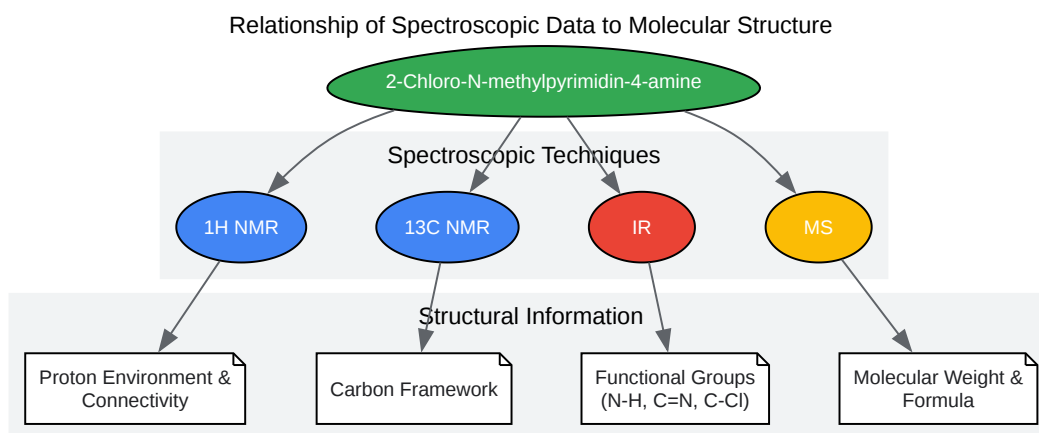 Relationship of Spectroscopic Data to Molecular Structure
2-Chloro-N-methylpyrimidin-4-amine
Spectroscopic Techniques
1H NMR
13C NMR
IR
MS
Structural Information
Proton Environment &
Connectivity
Carbon Framework
Functional Groups
(N-H, C=N, C-Cl)
Molecular Weight &
Formula